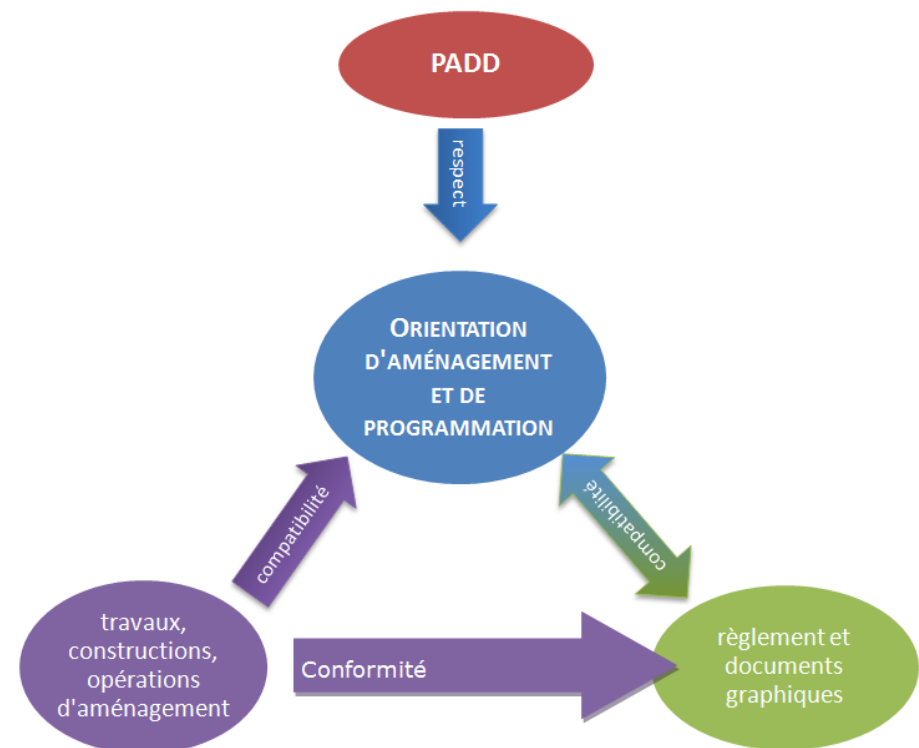 PADD
respect
ORIENTATION
D'AMÉNAGEMENT
ET DE
PROGRAMMATION
compatibilité
compatibilité
travaux,
constructions,
opérations
d'aménagement
Conformité
règlement et
documents
graphiques